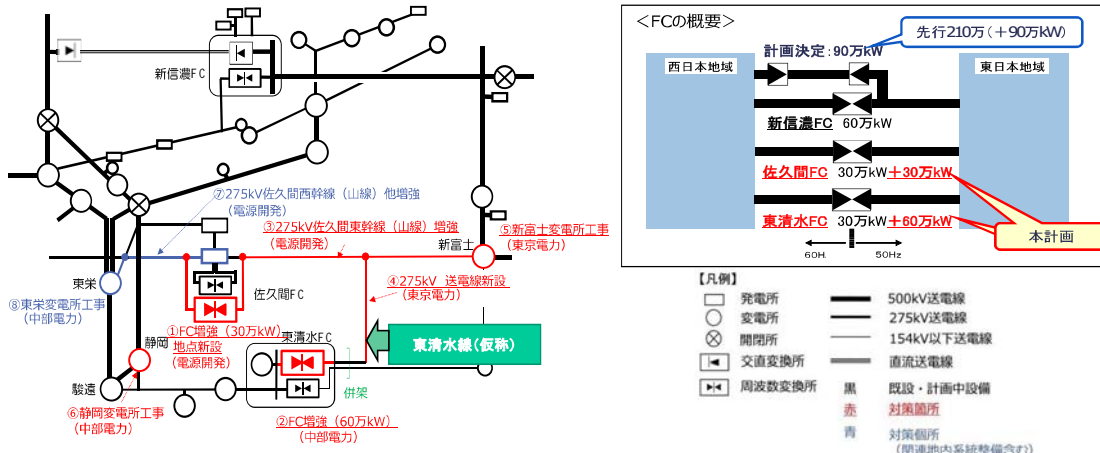 新信濃FC
⑦275kV佐久間西幹線（山線）他増強
（電源開発）
③275kV佐久間東幹線（山線）増強
（電源開発）
⑤新富士変電所工事
（東京電力）
新富士
東栄
佐久間FC
④275kV 送電線新設
（東京電力）
⑧東栄変電所工事
（中部電力）
①FC増強（30万kW）
地点新設
（電源開発）
静岡
東清水FC
東清水線(仮称)
併架
駿遠
⑥静岡変電所工事
（中部電力）
②FC増強（60万kW）
（中部電力）
＜FCの概要＞
先行210万(＋90万kW)
計画決定：90万kW
西日本地域
東日本地域
新信濃FC 60万kW
佐久間FC 30万kW＋30万kW
東清水FC 30万kW＋60万kW
本計画
60H.
50Hz
【凡例】
発電所
変電所
開閉所
交直変換所
周波数変換所
500kV送電線
275kV送電線
154kV以下送電線
直流送電線
黒 既設・計画中設備
赤 対策箇所
青 対策個所
（関連地内系統整備含む）